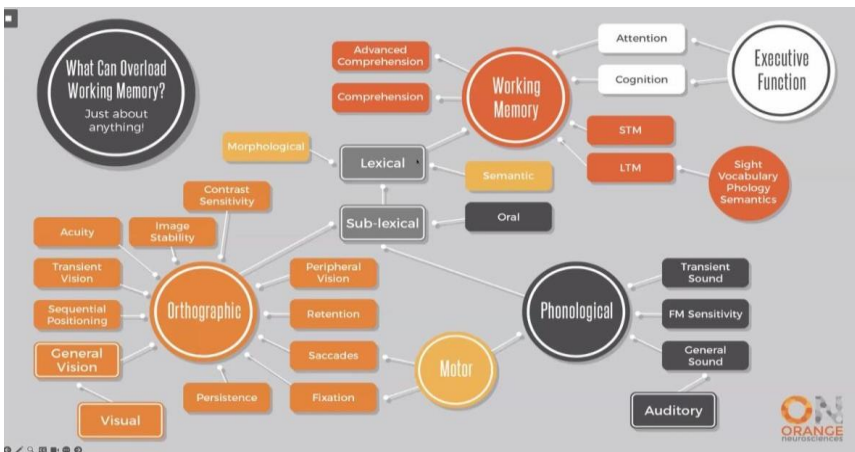 What Can Overload
Working Memory?
Just about
anything!
Advanced
Comprehension
Comprehension
Working
Memory
Attention
Cognition
Executive
Function
STM
LTM
Sight
Vocabulary
Phology
Semantics
Morphological
Lexical
Semantic
Sub-lexical
Oral
Contrast
Sensitivity
Image
Stability
Acuity
Transient
Vision
Sequential
Positioning
General
Vision
Visual
Orthographic
Peripheral
Vision
Retention
Saccades
Fixation
Persistence
Motor
Phonological
Transient
Sound
FM Sensitivity
General
Sound
Auditory
ON
ORANGE
neurosciences